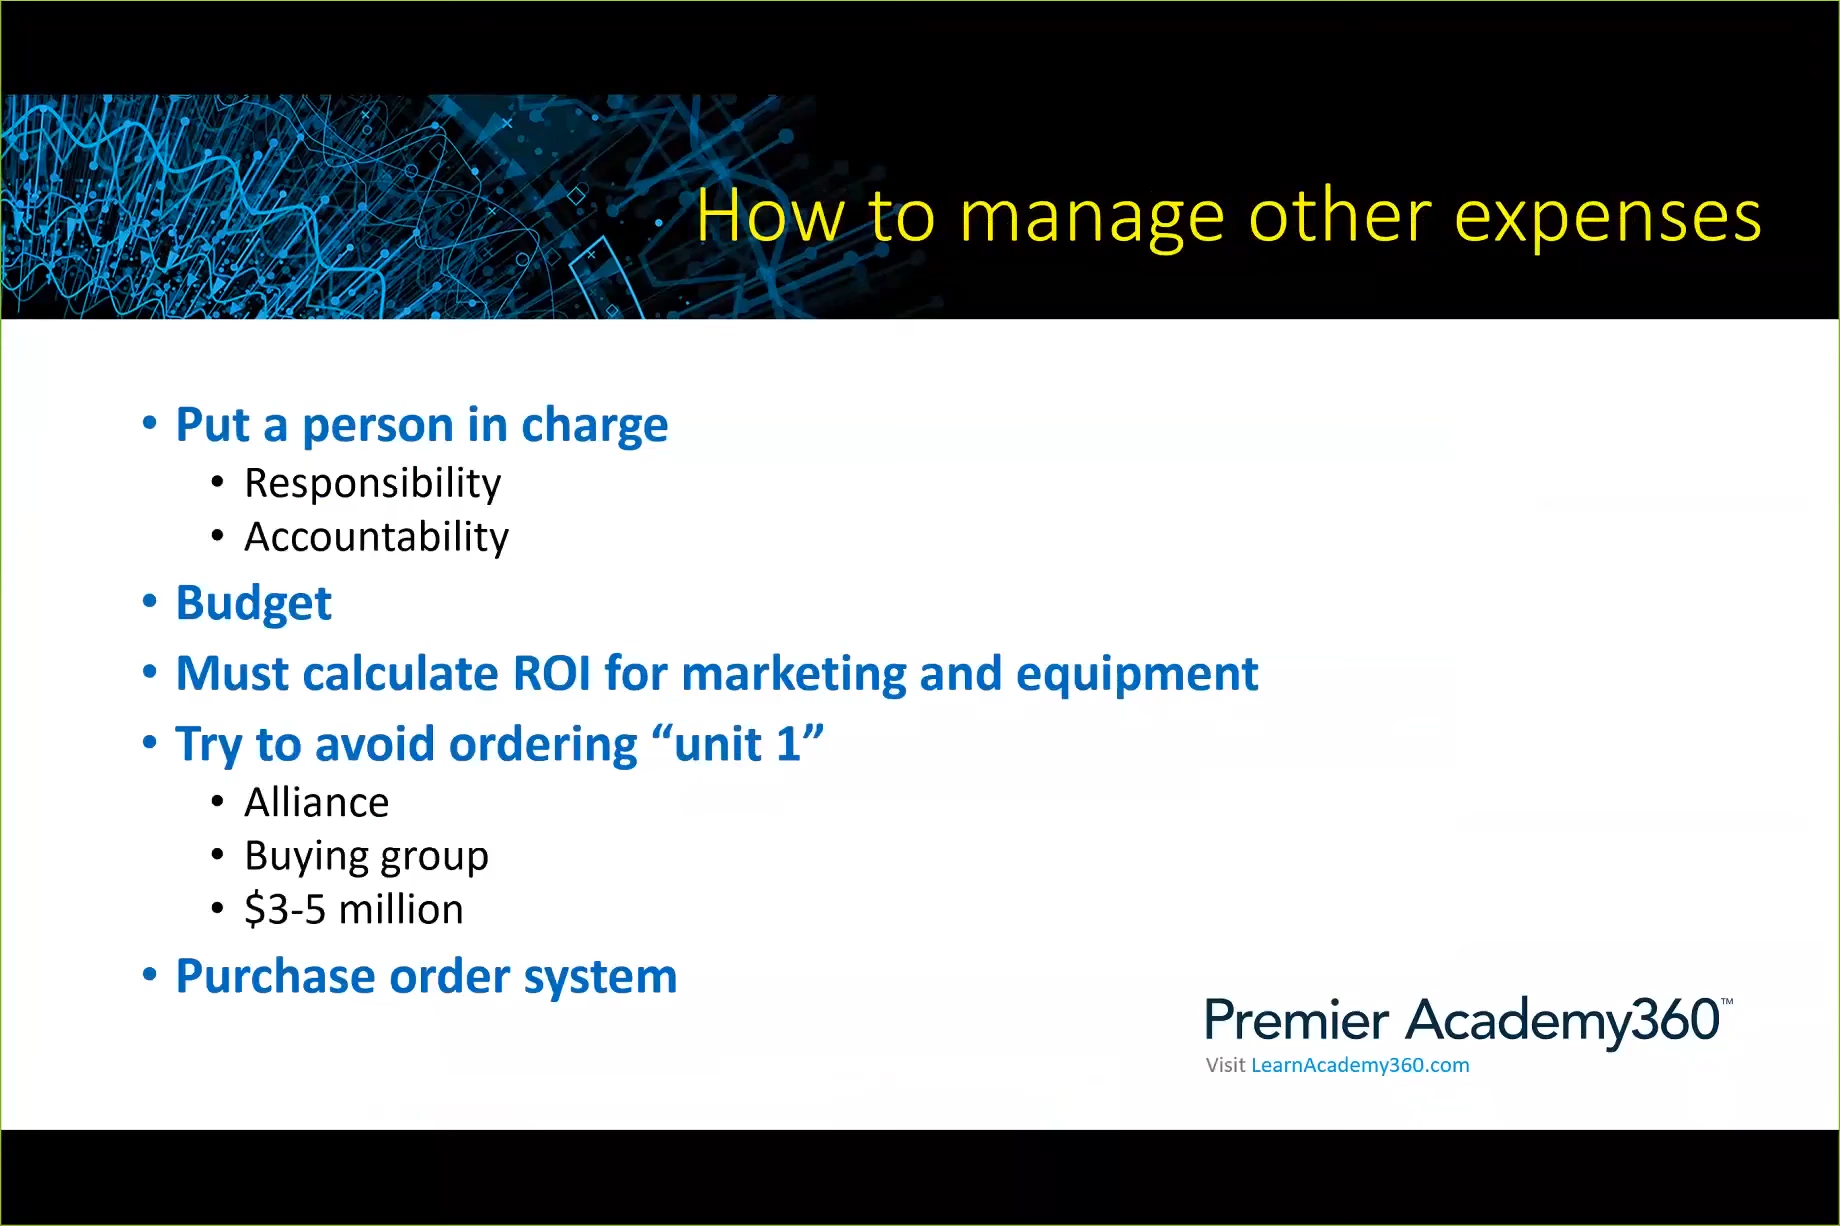 How to manage other expenses
• Put a person in charge
• Responsibility
• Accountability
• Budget
• Must calculate ROI for marketing and equipment
• Try to avoid ordering “unit 1”
• Alliance
• Buying group
• $3-5 million
• Purchase order system
Premier Academy360™
Visit LearnAcademy360.com